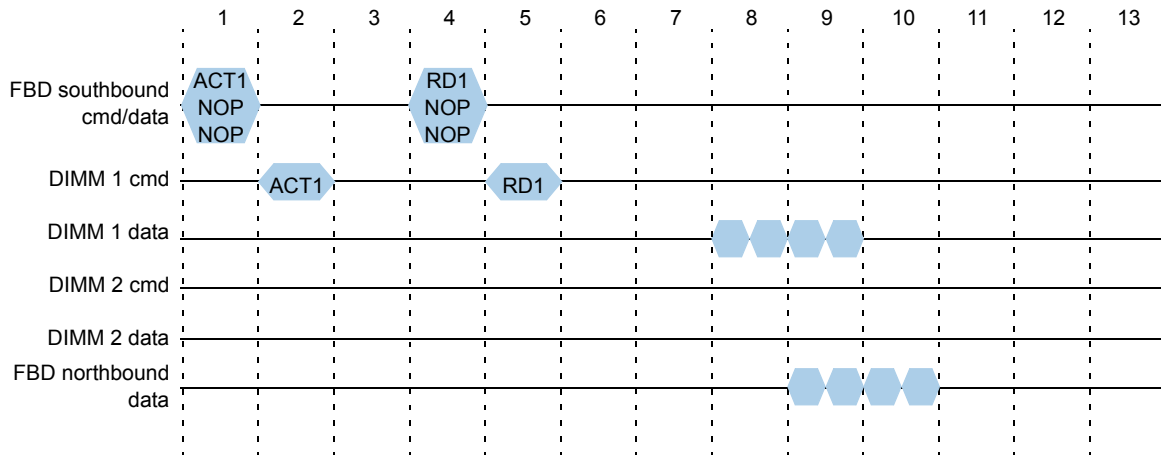 1 2 3 4 5 6 7 8 9 10 11 12 13
FBD southbound
cmd/data
ACT1
NOP
NOP
RD1
NOP
NOP
DIMM 1 cmd
ACT1
RD1
DIMM 1 data
DIMM 2 cmd
DIMM 2 data
FBD northbound
data